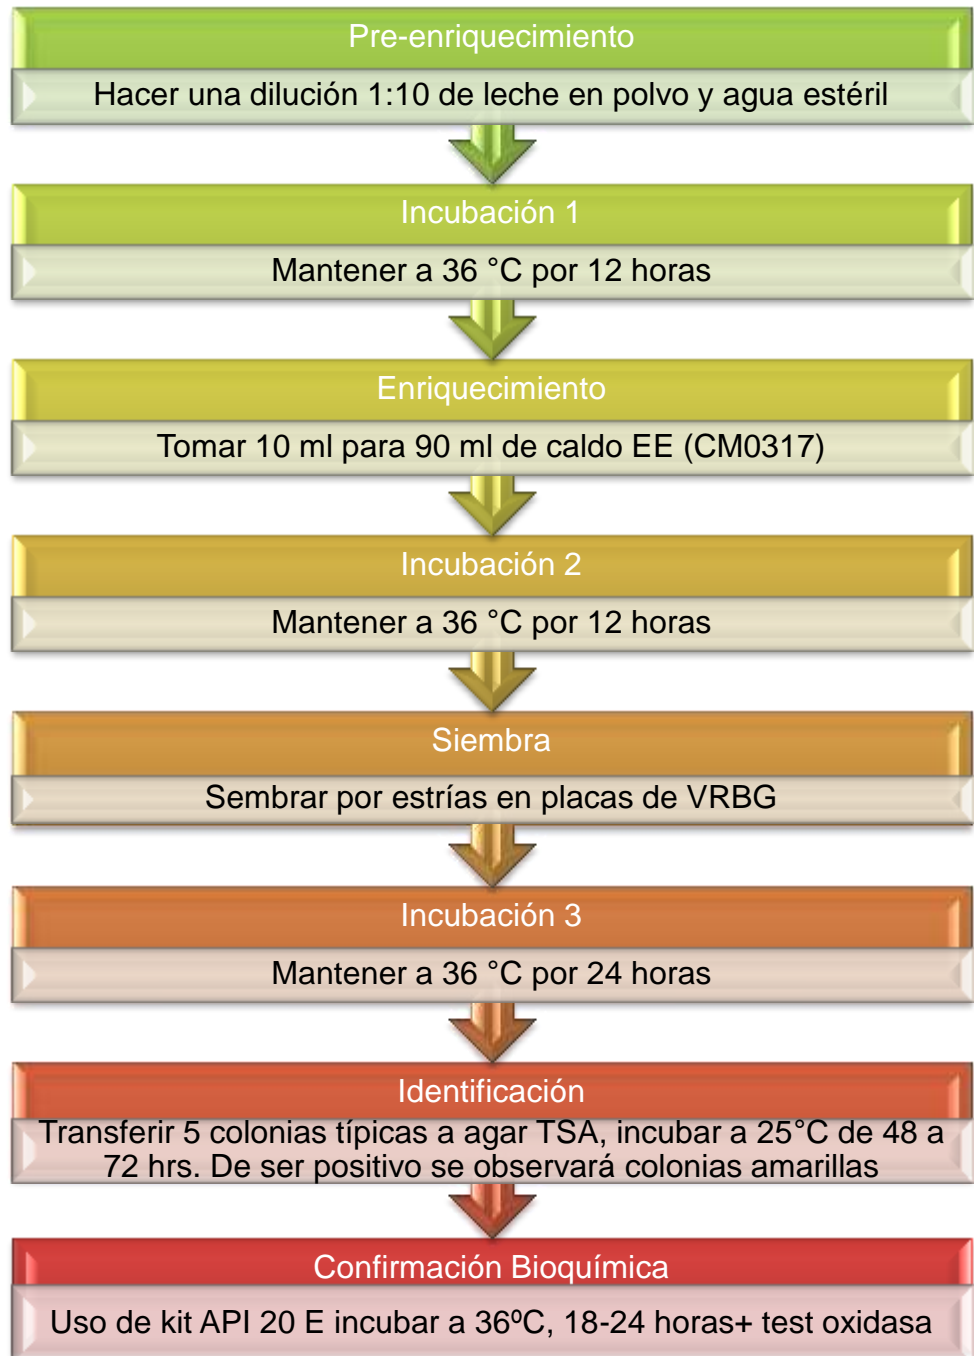 Pre-enriquecimiento
Hacer una dilución 1:10 de leche en polvo y agua estéril
Incubación 1
Mantener a 36 °C por 12 horas
Enriquecimiento
Tomar 10 ml para 90 ml de caldo EE (CM0317)
Incubación 2
Mantener a 36 °C por 12 horas
Siembra
Sembrar por estrías en placas de VRBG
Incubación 3
Mantener a 36 °C por 24 horas
Identificación
Transferir 5 colonias típicas a agar TSA, incubar a 25°C de 48 a
72 hrs. De ser positivo se observará colonias amarillas
Confirmación Bioquímica
Uso de kit API 20 E incubar a 36ºC, 18-24 horas+ test oxidasa